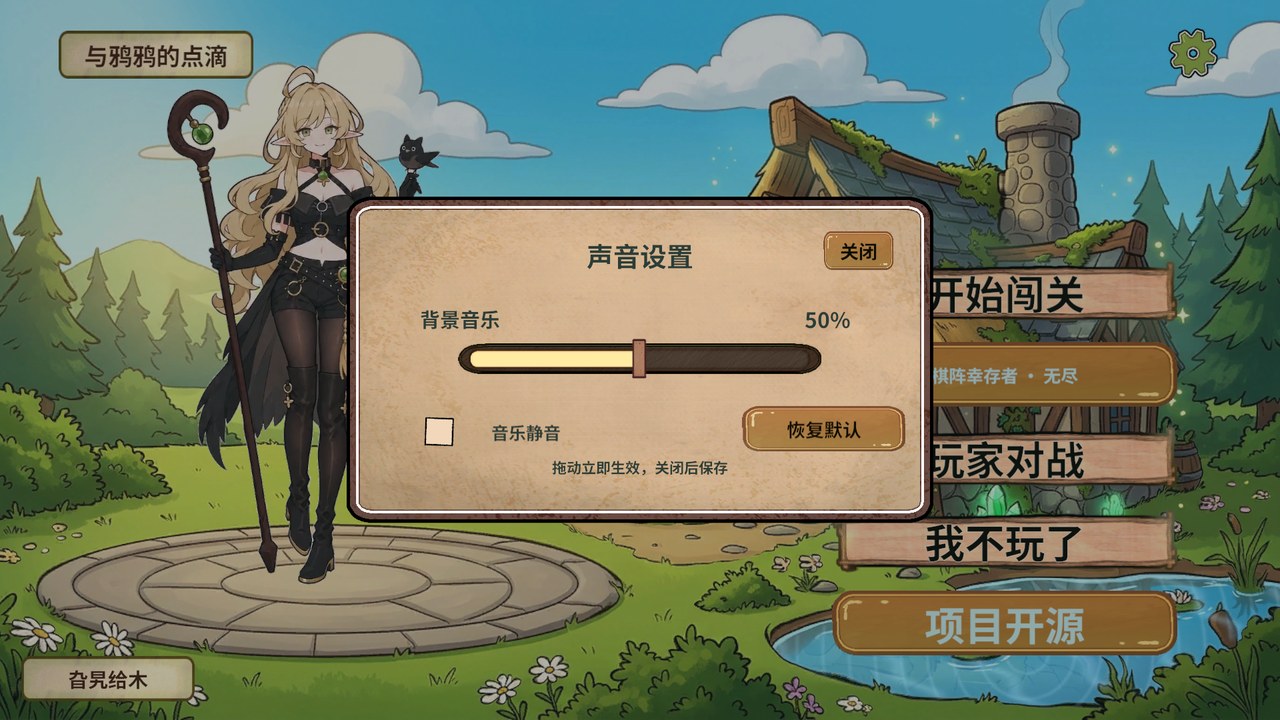 与鸦鸦的点滴
声音设置
关闭
背景音乐
50%
音乐静音
恢复默认
拖动立即生效，关闭后保存
开始闯关
棋阵幸存者 · 无尽
玩家对战
我不玩了
项目开源
旮旯给木